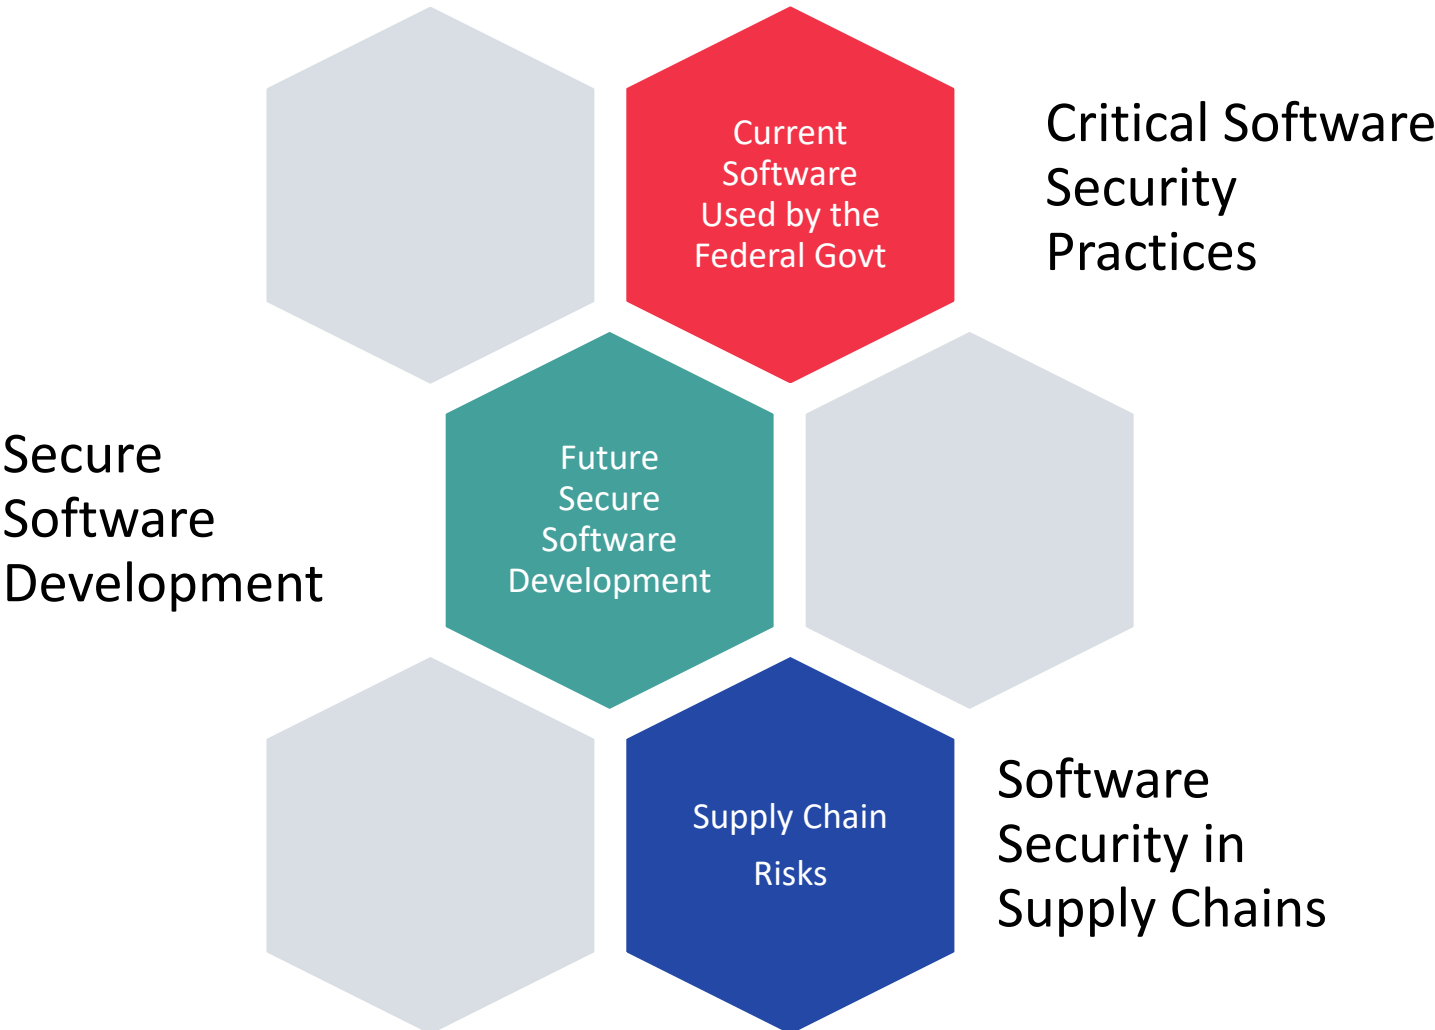 Current
Software
Used by the
Federal Govt
Critical Software
Security
Practices
Secure
Software
Development
Future
Secure
Software
Development
Supply Chain
Risks
Software
Security in
Supply Chains